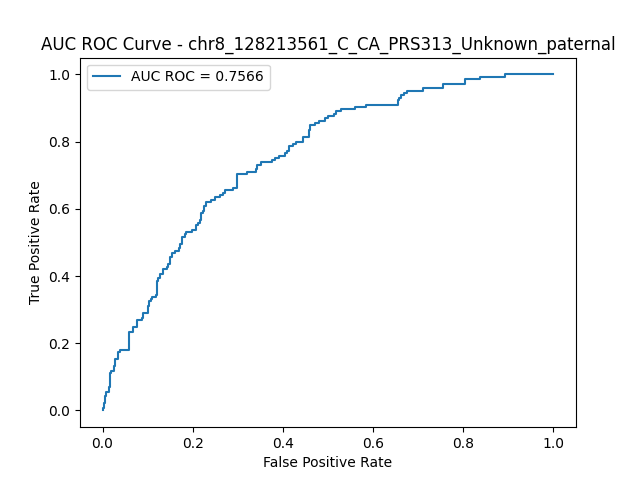 AUC ROC Curve - chr8_128213561_C_CA_PRS313_Unknown_paternal
AUC ROC = 0.7566
1.0
0.8
0.6
0.4
0.2
0.0
True Positive Rate
0.0 0.2 0.4 0.6 0.8 1.0
False Positive Rate